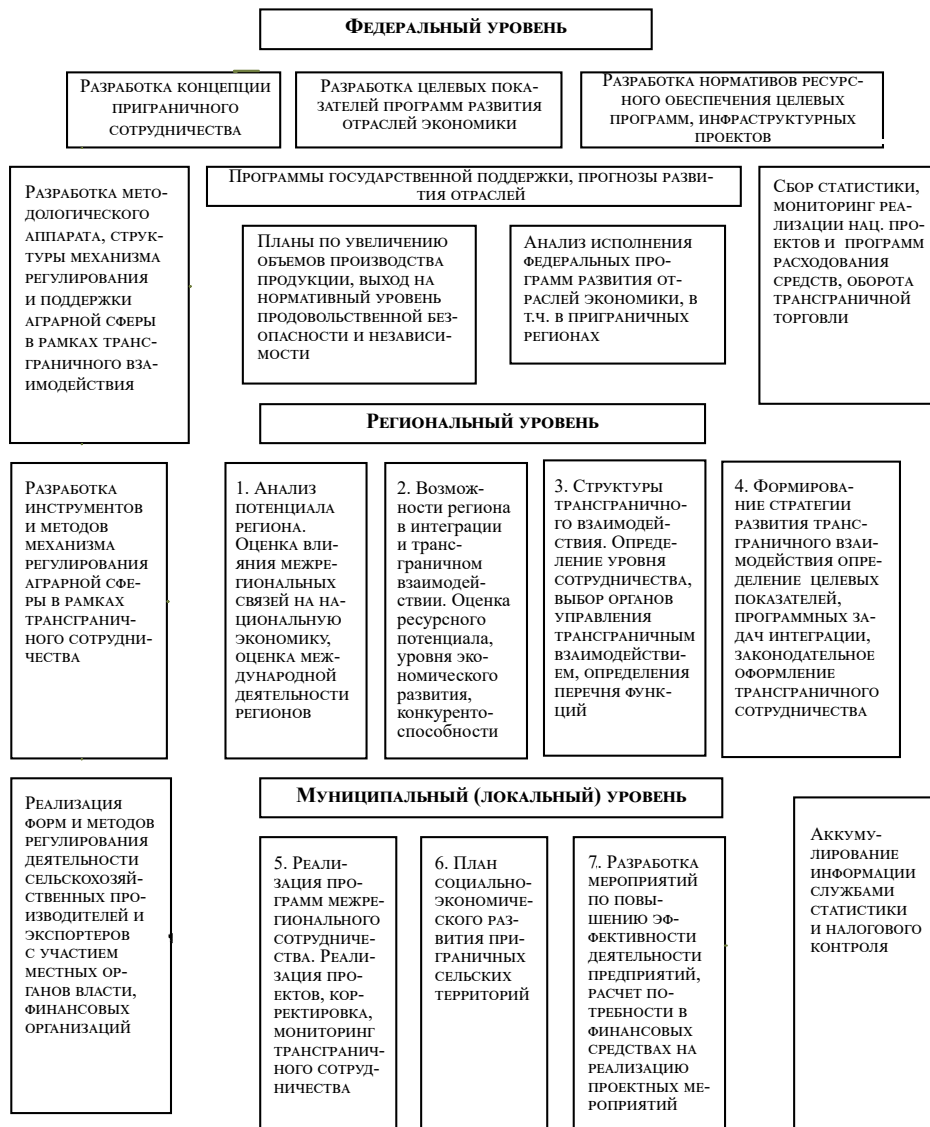 Федеральный уровень
Разработка концепции
приграничного
сотрудничества
Разработка целевых пока-
зателей программ развития
отраслей экономики
Разработка нормативов ресурс-
ного обеспечения целевых
программ, инфраструктурных
проектов
Разработка мето-
дологического
аппарата, струк-
туры механизма
регулирования
и поддержки
аграрной сферы
в рамках транс-
граничного вза-
имодействия
Программы государственной поддержки, прогнозы разви-
тия отраслей
Планы по увеличению
объемов производства
продукции, выход на
нормативный уровень
продовольственной без-
опасности и независи-
мости
Анализ исполнения
федеральных про-
грамм развития от-
раслей экономики, в
т.ч. в приграничных
регионах
Сбор статистики,
мониторинг реа-
лизации нац. про-
ектов и программ
расходования
средств, оборота
трансграничной
торговли
Региональный уровень
Разработка
инструментов
и методов
механизма
регулирования
аграрной сфе-
ры в рамках
трансгранич-
ного сотрудни-
чества
1. Анализ
потенциала
региона.
Оценка вли-
яния межре-
гиональных
связей на на-
циональную
экономику,
оценка меж-
дународной
деятельности
регионов
2. Возмож-
ности региона
в интеграции
и транс-
граничном
взаимодей-
ствии. Оценка
ресурсного
потенциала,
уровня эко-
номического
развития,
конкуренто-
способности
3. Структуры
трансгранично-
го взаимодей-
ствия. Опреде-
ление уровня
сотрудничества,
выбор органов
управления
трансграничным
взаимодействи-
ем, определения
перечня функ-
ций
4. Формирова-
ние стратегии
развития транс-
граничного взаи-
модействия опре-
деление целевых
показателей,
программных за-
дач интеграции,
законодательное
оформление
трансграничного
сотрудничества
Муниципальный (локальный) уровень
Реализация
форм и методов
регулирования
деятельности
сельскохозяй-
ственных про-
изводителей и
экспортеров
с участием
местных ор-
ганов власти,
финансовых
организаций
5. Реали-
зация про-
грамм межре-
гионального
сотрудниче-
ства. Реализа-
ция проек-
тов, кор-
ректировка,
мониторинг
трансгранич-
ного сотруд-
ничества
6. План
социально-
экономиче-
ского раз-
вития при-
граничных
сельских
территорий
7. Разработка
мероприятий
по повы-
шению эф-
фективности
деятельности
предприятий,
расчет по-
требности в
финансовых
средствах на
реализацию
проектных ме-
роприятий
Аккуму-
лирование
информации
службами
статистики
и налогового
контроля